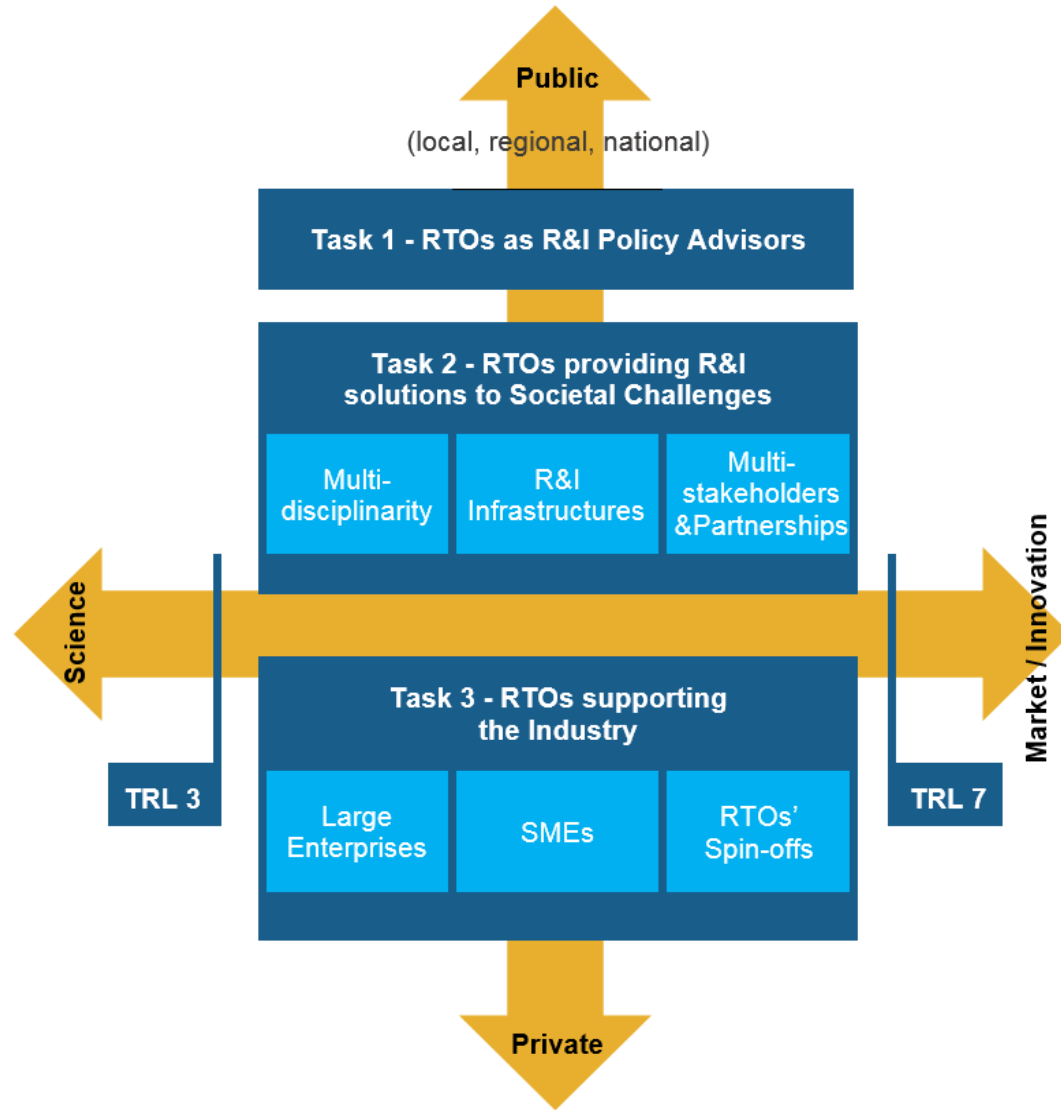 Public
(local, regional, national)
Task 1 - RTOs as R&I Policy Advisors
Task 2 - RTOs providing R&I
solutions to Societal Challenges
Multi-
disciplinarity
R&I
Infrastructures
Multi-
stakeholders
&Partnerships
Science
Market / Innovation
Task 3 - RTOs supporting
the Industry
TRL 3
TRL 7
Large
Enterprises
SMEs
RTOs'
Spin-offs
Private